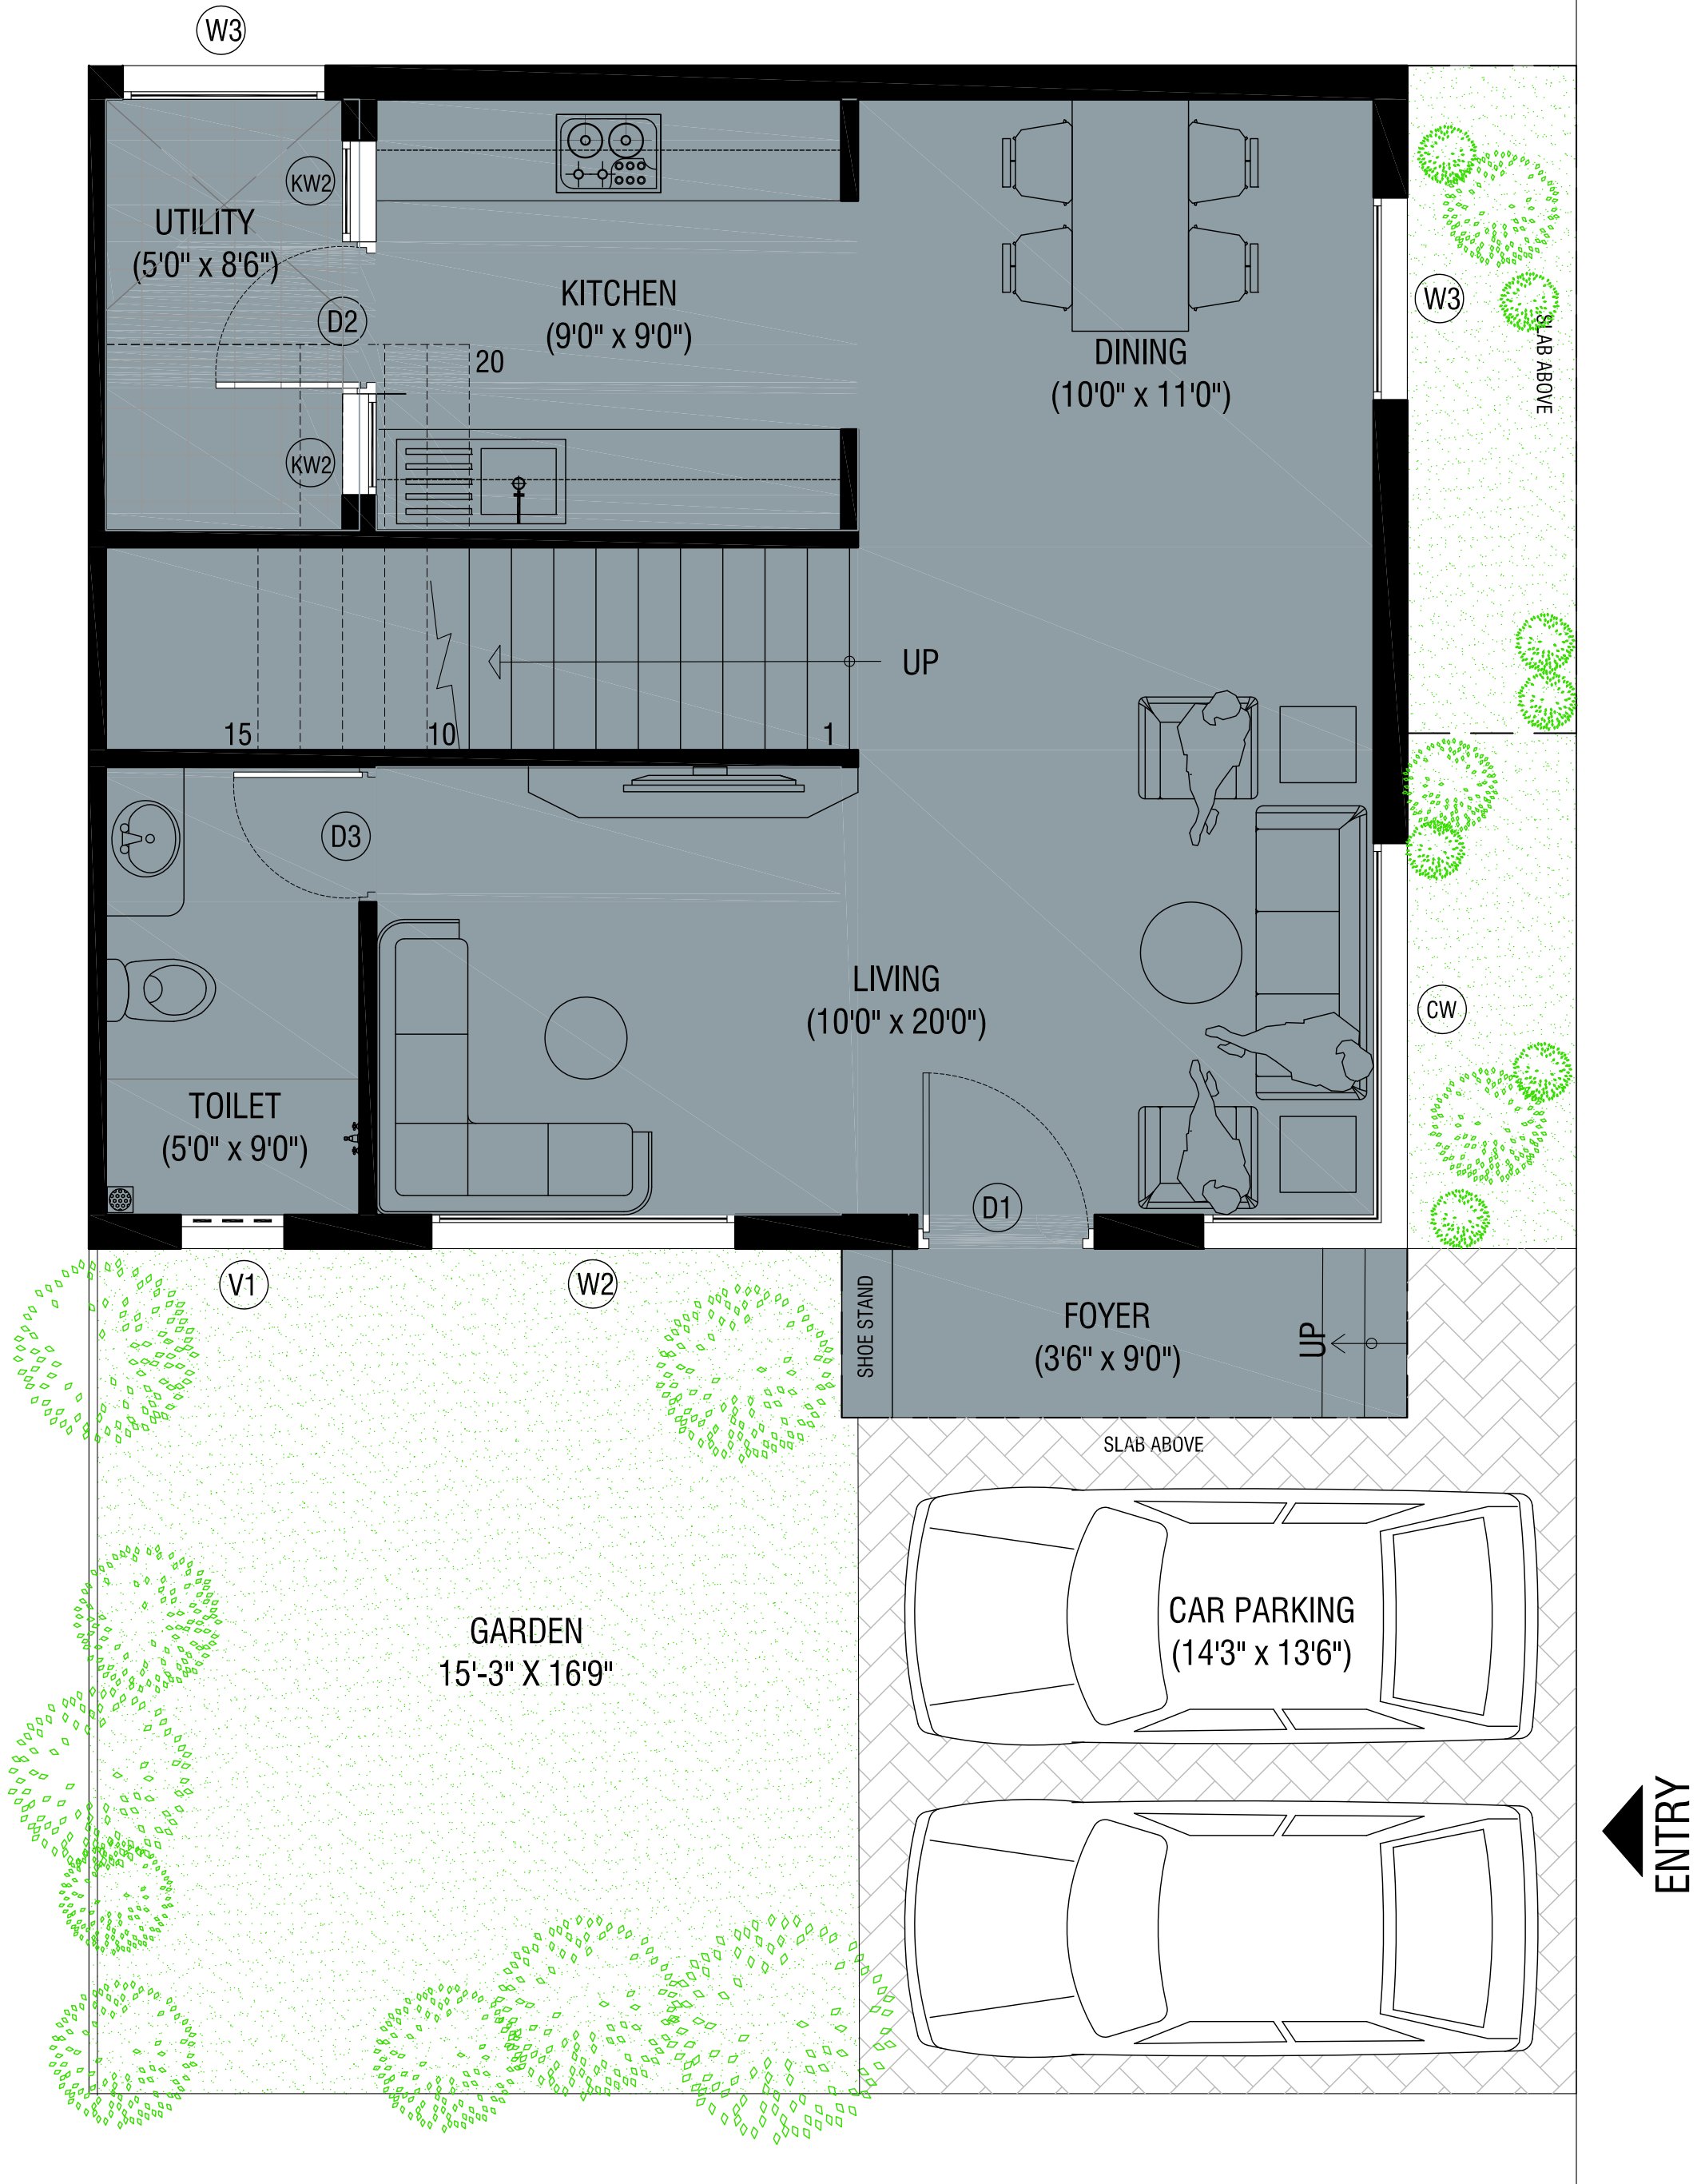 W3
KW2
UTILITY
(5'0" x 8'6")
D2
KW2
KITCHEN
(9'0" x 9'0")
20
DINING
(10'0" x 11'0")
W3
SLAB ABOVE
UP
15
10
1
D3
LIVING
(10'0" x 20'0")
CW
TOILET
(5'0" x 9'0")
D1
V1
W2
SHOE STAND
FOYER
(3'6" x 9'0")
UP
SLAB ABOVE
GARDEN
15'-3" X 16'9"
CAR PARKING
(14'3" x 13'6")
ENTRY